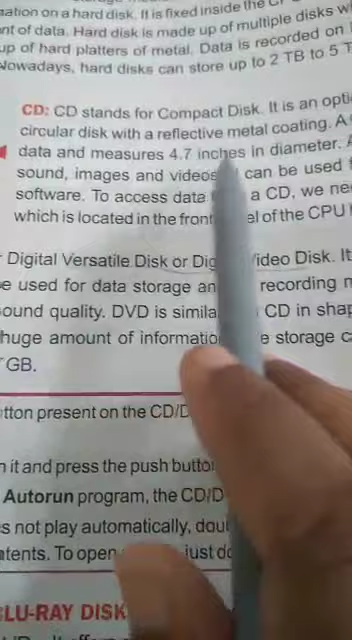 mation on a hard disk. It is fixed inside the
nt of data. Hard disk is made up of multiple disks
up of hard platters of metal. Data is recorded on
Nowadays, hard disks can store up to 2 TB to 5
CD: CD stands for Compact Disk. It is an opti
circular disk with a reflective metal coating. A
data and measures 4.7 inches in diameter.
sound, images and videos can be used
software. To access data a CD, we ne
which is located in the front el of the CPU
Digital Versatile Disk or Dig Video Disk. It
e used for data storage an recording
ound quality. DVD is simila CD in shap
huge amount of informatio e storage c
GB.
tton present on the CD/D
n it and press the push butto
Autorun program, the CD/D
s not play automatically, dou
ntents. To open just do
LU-RAY DISK